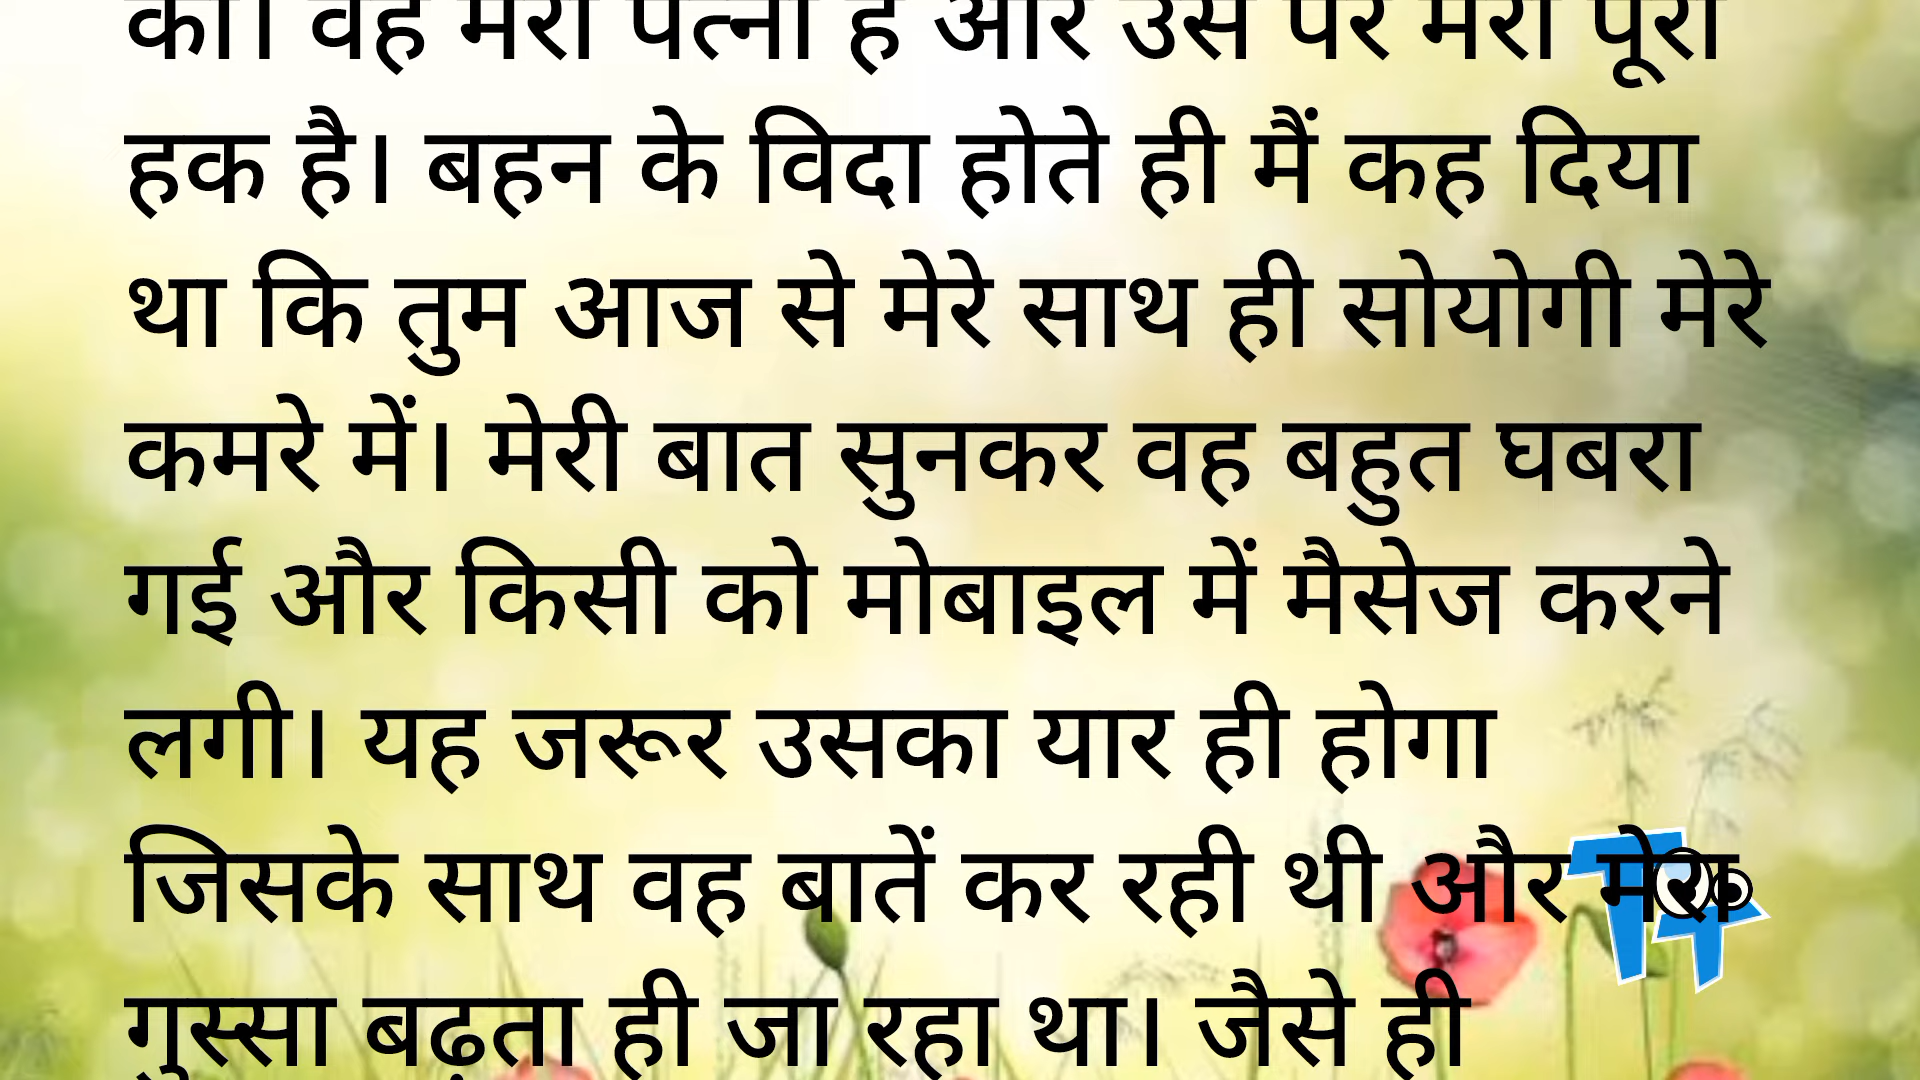 की। वह मेरी पत्नी है और उस पर मेरा पूरा
हक है। बहन के विदा होते ही मैं कह दिया
था कि तुम आज से मेरे साथ ही सोयोगी मेरे
कमरे में। मेरी बात सुनकर वह बहुत घबरा
गई और किसी को मोबाइल में मैसेज करने
लगी। यह जरूर उसका यार ही होगा
जिसके साथ वह बातें कर रही थी और मेरा
गुस्सा बढ़ता ही जा रहा था। जैसे ही